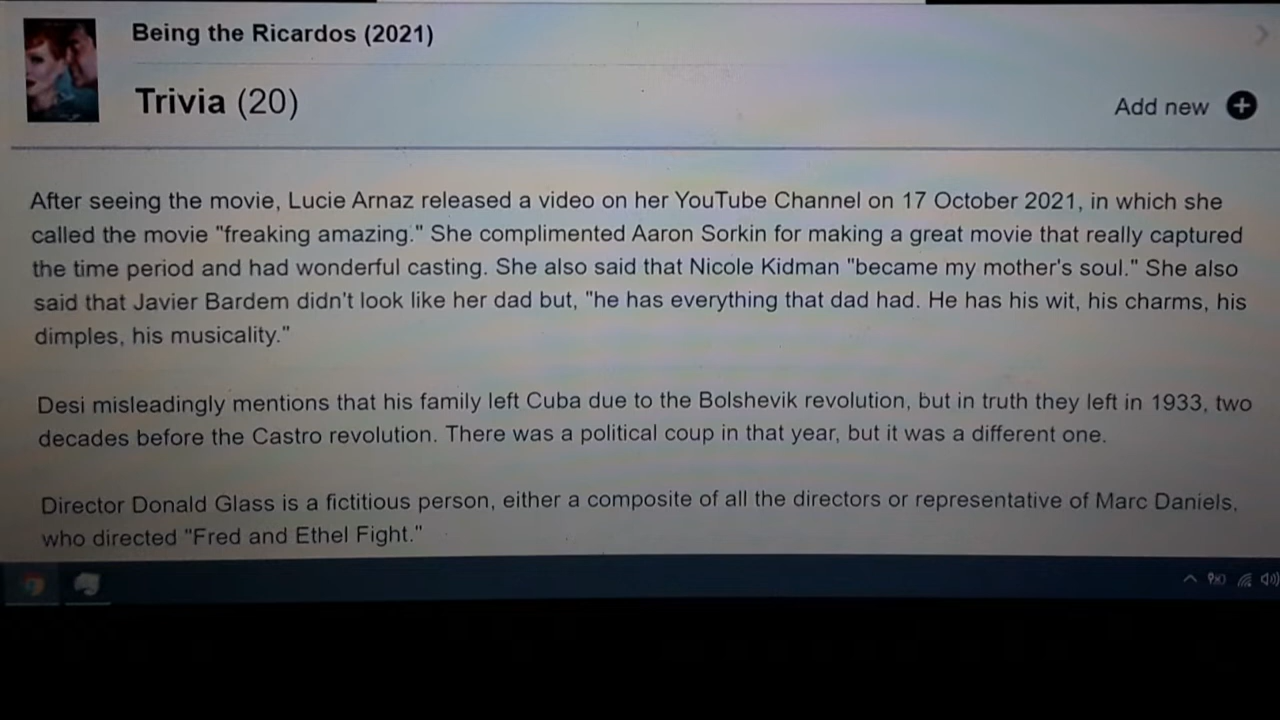 Being the Ricardos (2021)
Trivia (20)
Add new
After seeing the movie, Lucie Arnaz released a video on her YouTube Channel on 17 October 2021, in which she
called the movie "freaking amazing." She complimented Aaron Sorkin for making a great movie that really captured
the time period and had wonderful casting. She also said that Nicole Kidman "became my mother's soul." She also
said that Javier Bardem didn't look like her dad but, "he has everything that dad had. He has his wit, his charms, his
dimples, his musicality."
Desi misleadingly mentions that his family left Cuba due to the Bolshevik revolution, but in truth they left in 1933, two
decades before the Castro revolution. There was a political coup in that year, but it was a different one.
Director Donald Glass is a fictitious person, either a composite of all the directors or representative of Marc Daniels,
who directed "Fred and Ethel Fight."